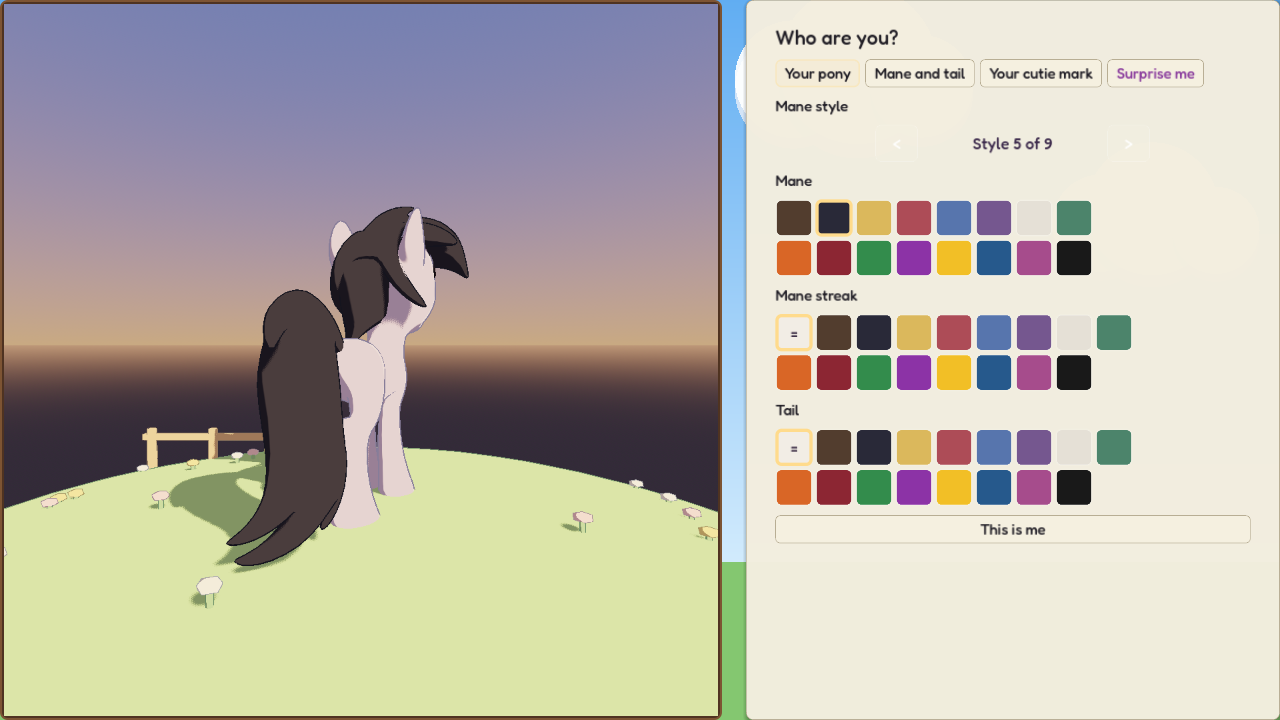 Who are you?
Your pony Mane and tail Your cutie mark Surprise me
Mane style
< Style 5 of 9 >
Mane
Mane streak
=
Tail
=
This is me